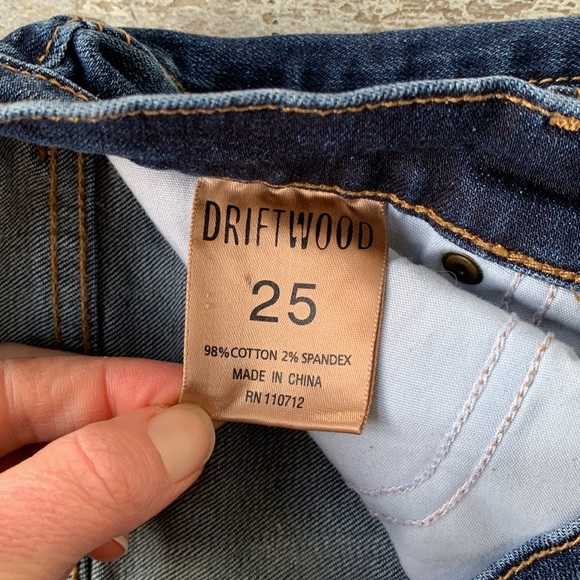 DRIFTWOOD
25
98% COTTON 2% SPANDEX
MADE IN CHINA
RN 110712